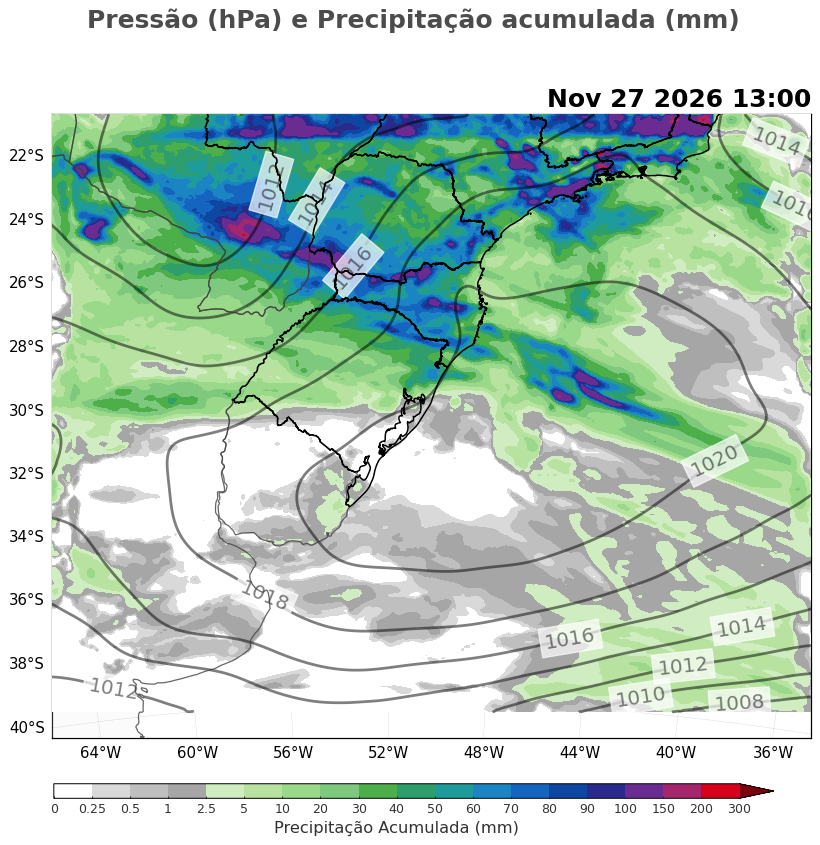 Pressão (hPa) e Precipitação acumulada (mm)
Nov 27 2026 13:00
1014
1016
1014
1016
22°S
24°S
26°S
28°S
30°S
32°S
34°S
36°S
38°S
40°S
1020
1018
1016
1014
1012
1012
1010
1008
64°W 60°W 56°W 52°W 48°W 44°W 40°W 36°W
0 0.25 0.5 1 2.5 5 10 20 30 40 50 60 70 80 90 100 150 200 300
Precipitação Acumulada (mm)